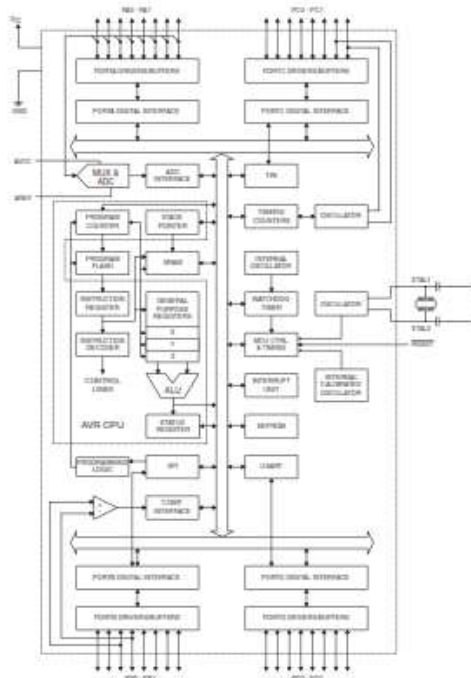 VCC
PA0 - PA7
PC0 - PC7
GND
PORTA DRIVERS/BUFFERS
PORTC DRIVERS/BUFFERS
PORTA DIGITAL INTERFACE
PORTC DIGITAL INTERFACE
AVCC
MUX &
ADC
ADC
INTERFACE
TWI
AREF
PROGRAM
COUNTER
STACK
POINTER
TIMERS/
COUNTERS
OSCILLATOR
PROGRAM
FLASH
SRAM
INTERNAL
OSCILLATOR
XTAL1
INSTRUCTION
REGISTER
GENERAL
PURPOSE
REGISTERS
WATCHDOG
TIMER
OSCILLATOR
X
XTAL2
INSTRUCTION
DECODER
Y
MCU CTRL.
& TIMING
RESET
Z
CONTROL
LINES
ALU
INTERRUPT
UNIT
INTERNAL
CALIBRATED
OSCILLATOR
AVR CPU
STATUS
REGISTER
EEPROM
PROGRAMMING
LOGIC
SPI
USART
+
-
COMP.
INTERFACE
PORTB DIGITAL INTERFACE
PORTD DIGITAL INTERFACE
PORTB DRIVERS/BUFFERS
PORTD DRIVERS/BUFFERS